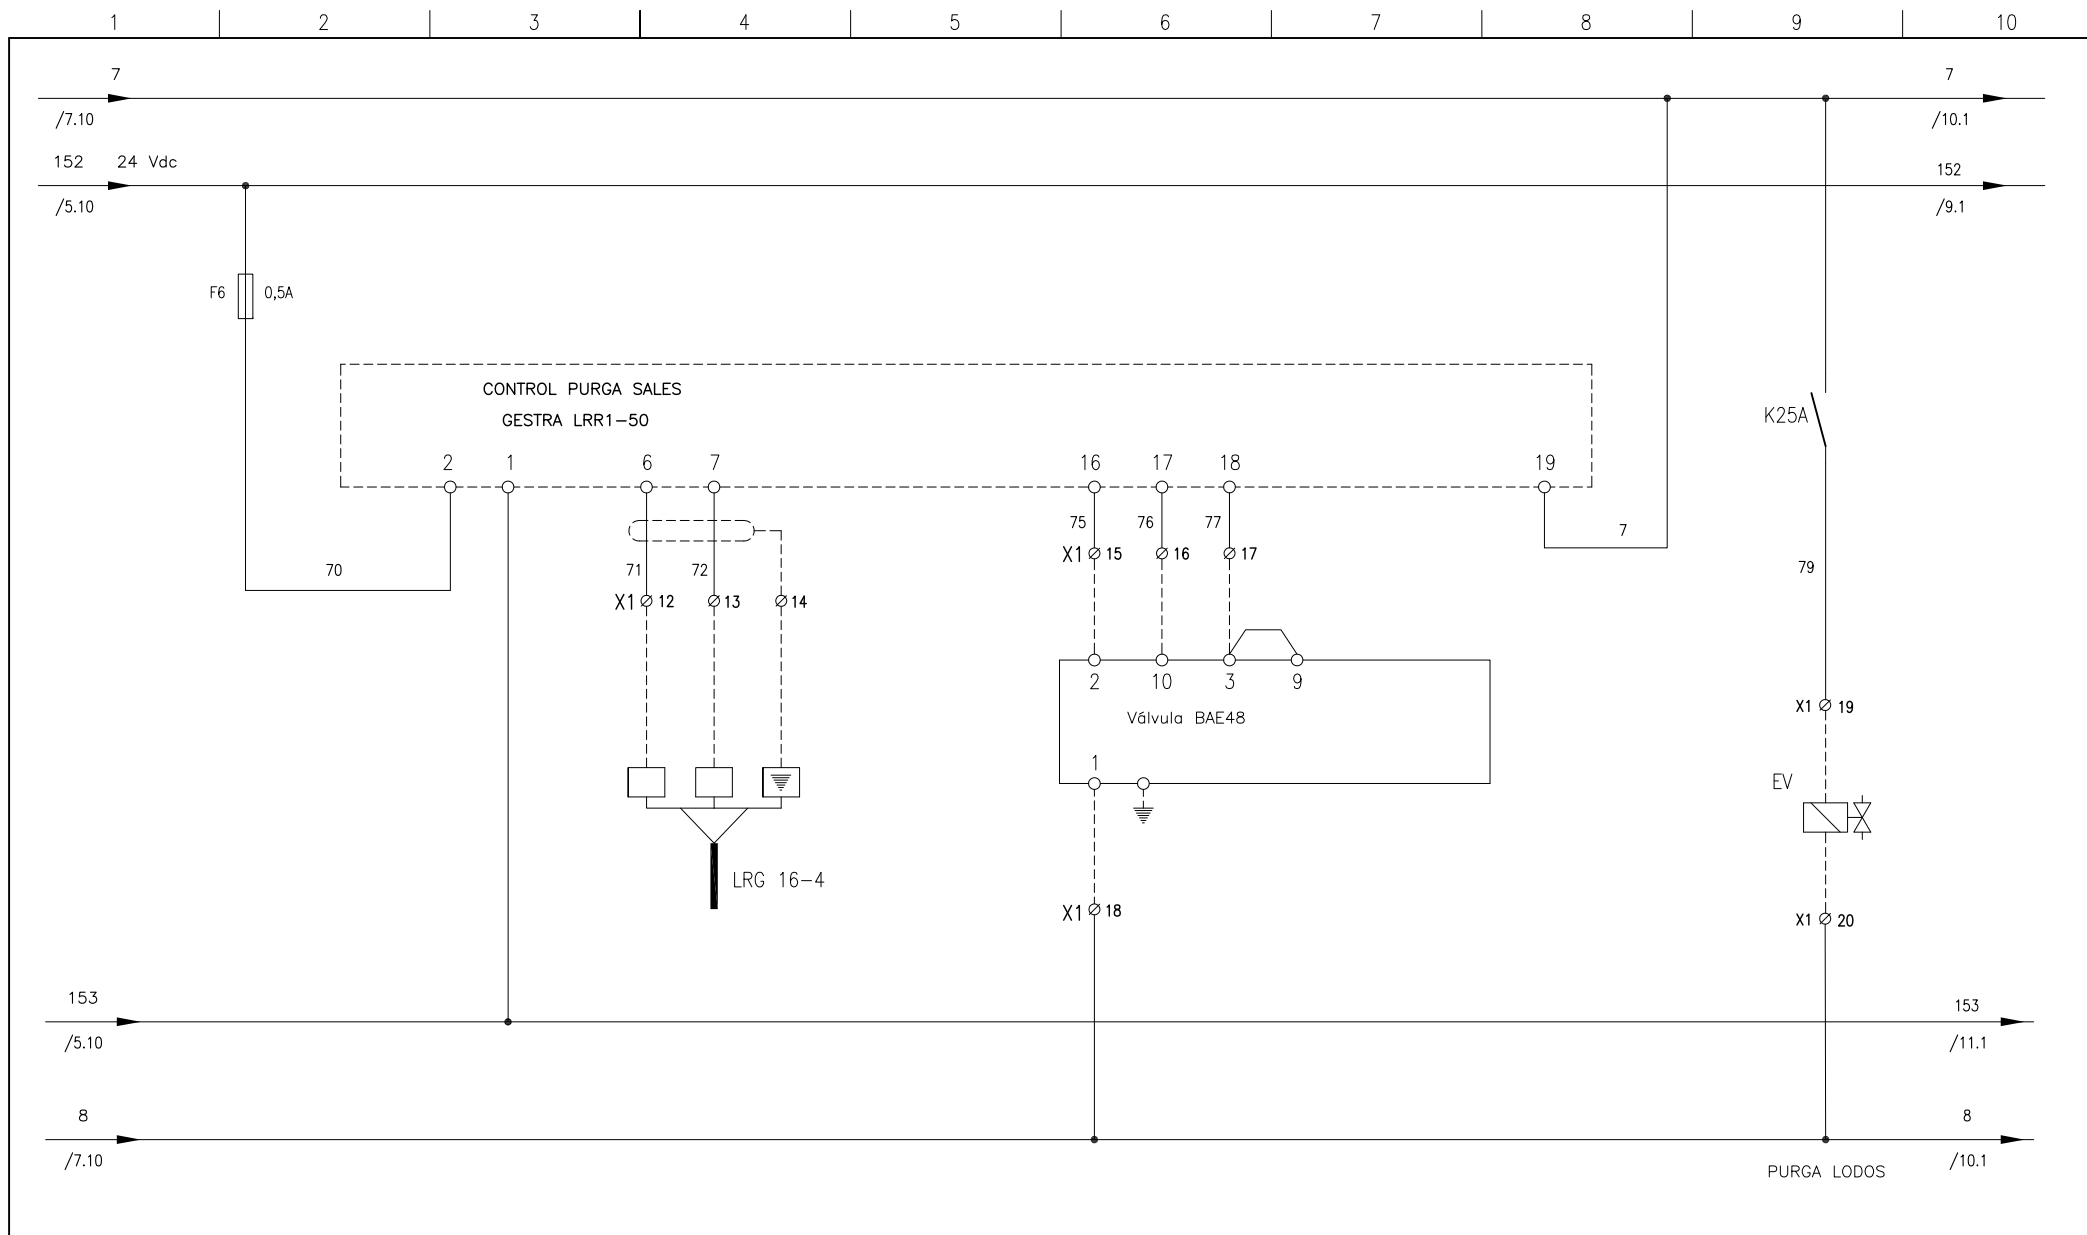 1 2 3 4 5 6 7 8 9 10
7 7
/7.10 /10.1
152 24 Vdc 152
/5.10 /9.1
F6 0,5A
CONTROL PURGA SALES
GESTRA LRR1-50
K25A
2 1 6 7 16 17 18 19
75 76 77 7
X1 15 16 17
70 71 72 79
X1 12 13 14
2 10 3 9
Válvula BAE48
X1 19
1
EV
LRG 16-4
X1 18
X1 20
153 153
/5.10 /11.1
8 8
/7.10 /10.1
PURGA LODOS